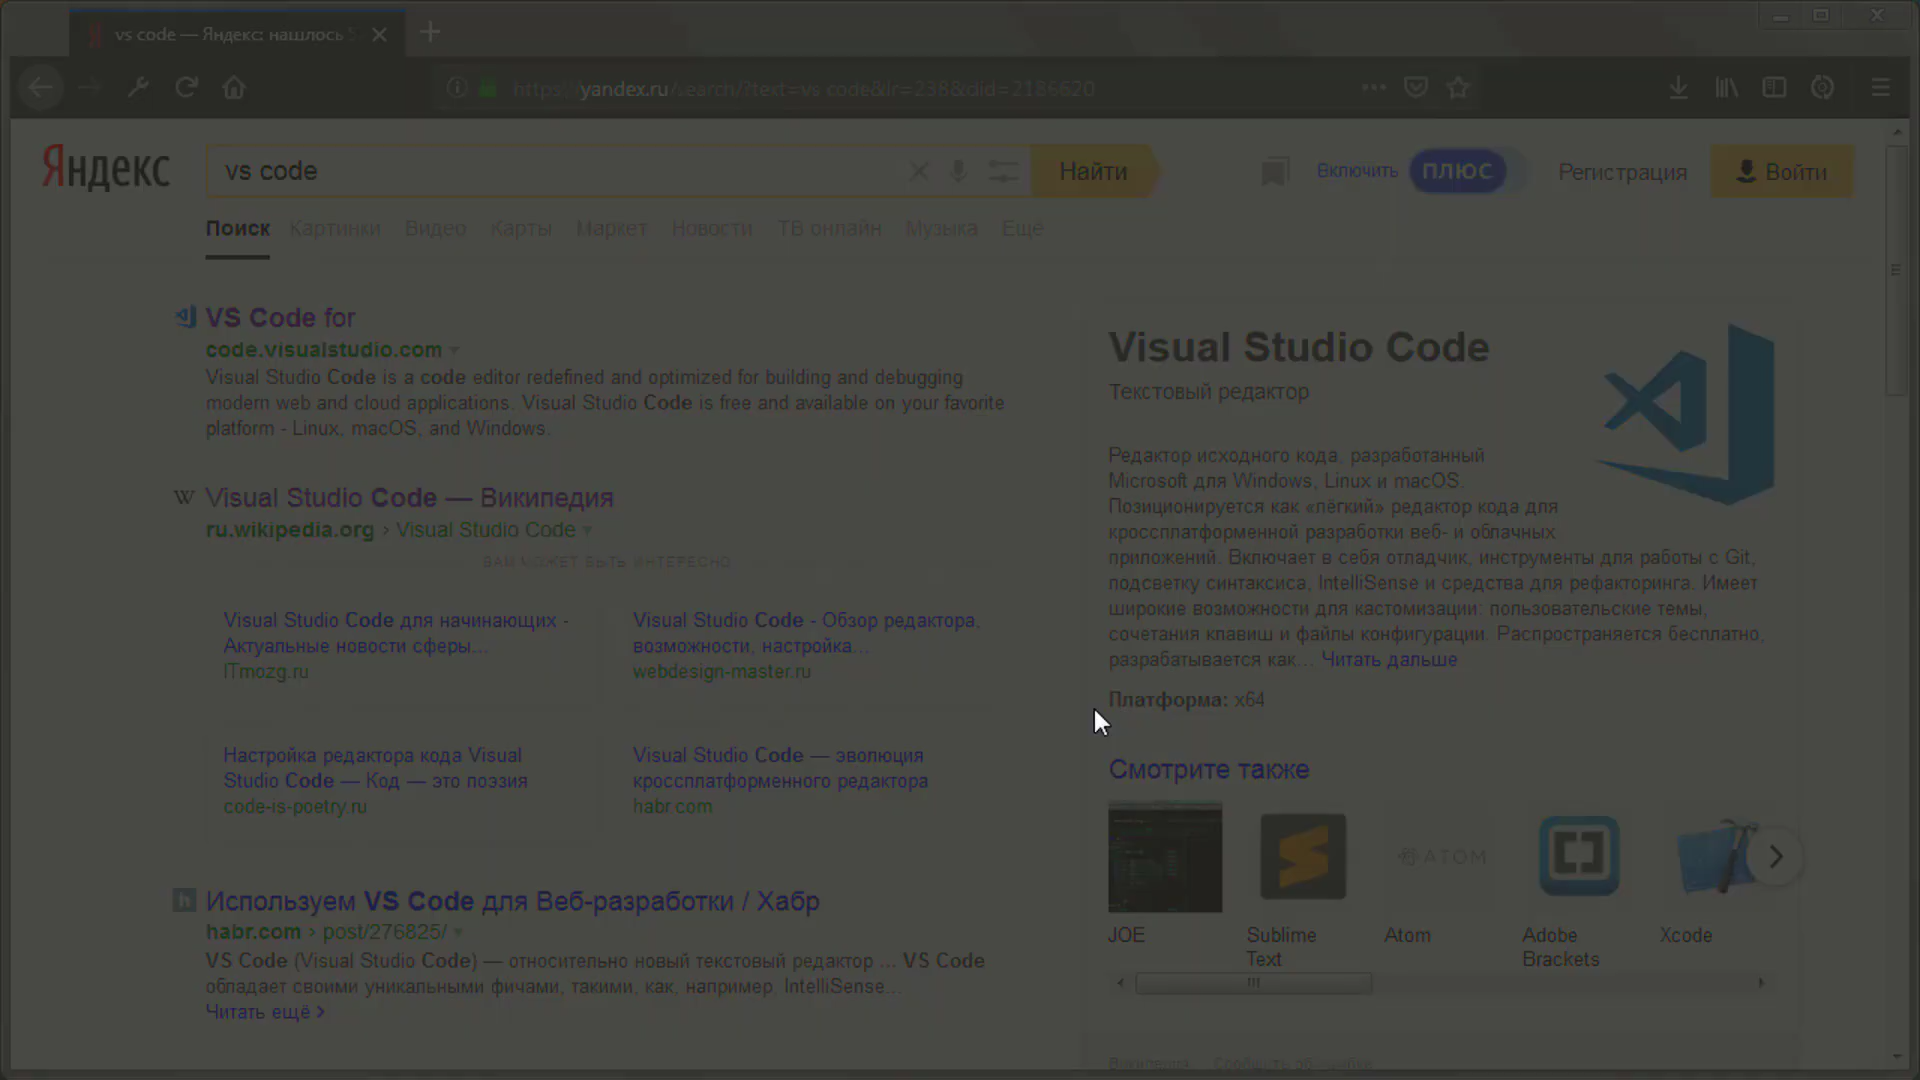 vs code — Яндекс: нашлось 5
https://yandex.ru/search/?text=vs code&lr=238&clid=2186620
Яндекс
vs code
Найти
Включить
ПЛЮС
Регистрация
Войти
Поиск
Картинки
Видео
Карты
Маркет
Новости
ТВ онлайн
Музыка
Ещё
VS Code for
code.visualstudio.com
Visual Studio Code is a code editor redefined and optimized for building and debugging
modern web and cloud applications. Visual Studio Code is free and available on your favorite
platform - Linux, macOS, and Windows.
W Visual Studio Code — Википедия
ru.wikipedia.org › Visual Studio Code
ВАМ МОЖЕТ БЫТЬ ИНТЕРЕСНО
Visual Studio Code для начинающих -
Актуальные новости сферы...
ITmozg.ru
Visual Studio Code - Обзор редактора,
возможности, настройка...
webdesign-master.ru
Настройка редактора кода Visual
Studio Code — Код — это поэзия
code-is-poetry.ru
Visual Studio Code — эволюция
кроссплатформенного редактора
habr.com
h Используем VS Code для Веб-разработки / Хабр
habr.com › post/276825/
VS Code (Visual Studio Code) — относительно новый текстовый редактор ... VS Code
обладает своими уникальными фичами, такими, как, например, IntelliSense...
Читать ещё >
Visual Studio Code
Текстовый редактор
Редактор исходного кода, разработанный
Microsoft для Windows, Linux и macOS.
Позиционируется как «лёгкий» редактор кода для
кроссплатформенной разработки веб- и облачных
приложений. Включает в себя отладчик, инструменты для работы с Git,
подсветку синтаксиса, IntelliSense и средства для рефакторинга. Имеет
широкие возможности для кастомизации: пользовательские темы,
сочетания клавиш и файлы конфигурации. Распространяется бесплатно,
разрабатывается как... Читать дальше
Платформа: x64
Смотрите также
ATOM
JOE
Sublime
Text
Atom
Adobe
Brackets
Xcode
Википедия
Сообщить об ошибке